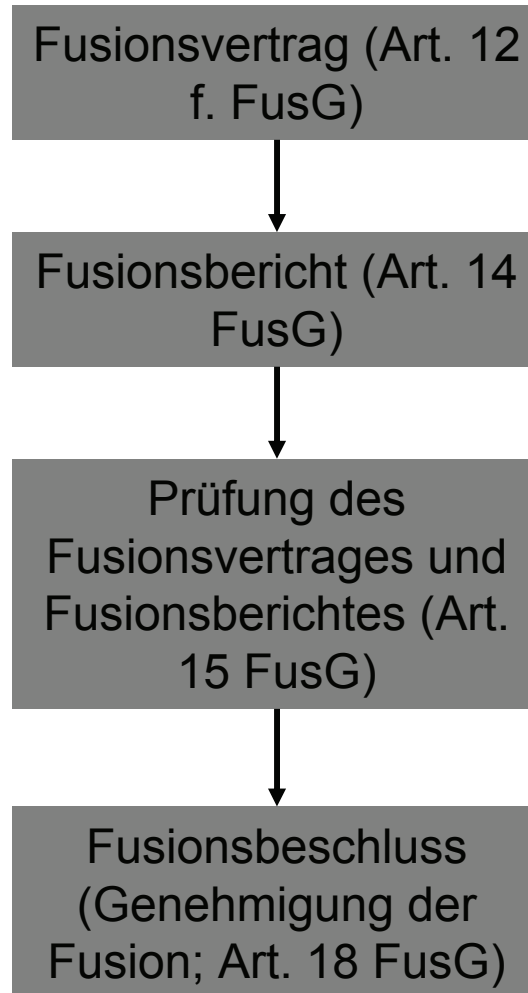 Fusionsvertrag (Art. 12
f. FusG)
Fusionsbericht (Art. 14
FusG)
Prüfung des
Fusionsvertrages und
Fusionsberichtes (Art.
15 FusG)
Fusionsbeschluss
(Genehmigung der
Fusion; Art. 18 FusG)